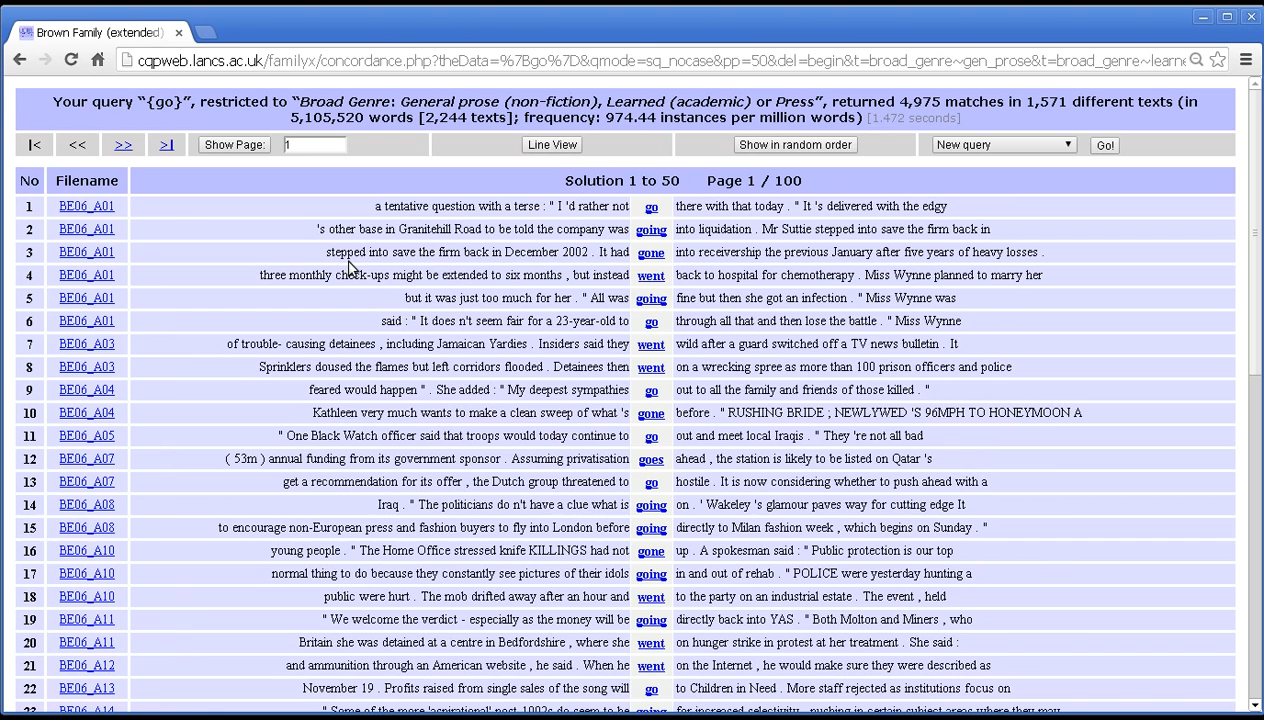 Brown Family (extended)
cqpweb.lancs.ac.uk/familyx/concordance.php?theData=%7Bgo%7D&qmode=sq_nocase&pp=50&del=begin&t=broad_genre~gen_prose&t=broad_genre~learne
Your query “{go}”, restricted to “Broad Genre: General prose (non-fiction), Learned (academic) or Press”, returned 4,975 matches in 1,571 different texts (in
5,105,520 words [2,244 texts]; frequency: 974.44 instances per million words) [1.472 seconds]
|< << >> >| Show Page: 1 Line View Show in random order New query Go!
No Filename Solution 1 to 50 Page 1 / 100
1 BE06_A01 a tentative question with a terse : " I 'd rather not go there with that today . " It 's delivered with the edgy
2 BE06_A01 's other base in Granitehill Road to be told the company was going into liquidation . Mr Suttie stepped into save the firm back in
3 BE06_A01 stepped into save the firm back in December 2002 . It had gone into receivership the previous January after five years of heavy losses .
4 BE06_A01 three monthly check-ups might be extended to six months , but instead went back to hospital for chemotherapy . Miss Wynne planned to marry her
5 BE06_A01 but it was just too much for her . " All was going fine but then she got an infection . " Miss Wynne was
6 BE06_A01 said : " It does n't seem fair for a 23-year-old to go through all that and then lose the battle . " Miss Wynne
7 BE06_A03 of trouble- causing detainees , including Jamaican Yardies . Insiders said they went wild after a guard switched off a TV news bulletin . It
8 BE06_A03 Sprinklers doused the flames but left corridors flooded . Detainees then went on a wrecking spree as more than 100 prison officers and police
9 BE06_A04 feared would happen " . She added : " My deepest sympathies go out to all the family and friends of those killed . "
10 BE06_A04 Kathleen very much wants to make a clean sweep of what 's gone before . " RUSHING BRIDE ; NEWLYWED 'S 96MPH TO HONEYMOON A
11 BE06_A05 " One Black Watch officer said that troops would today continue to go out and meet local Iraqis . " They 're not all bad
12 BE06_A07 ( 53m ) annual funding from its government sponsor . Assuming privatisation goes ahead , the station is likely to be listed on Qatar 's
13 BE06_A07 get a recommendation for its offer , the Dutch group threatened to go hostile . It is now considering whether to push ahead with a
14 BE06_A08 Iraq . " The politicians do n't have a clue what is going on . ' Wakeley 's glamour paves way for cutting edge It
15 BE06_A08 to encourage non-European press and fashion buyers to fly into London before going directly to Milan fashion week , which begins on Sunday . "
16 BE06_A10 young people . " The Home Office stressed knife KILLINGS had not gone up . A spokesman said : " Public protection is our top
17 BE06_A10 normal thing to do because they constantly see pictures of their idols going in and out of rehab . " POLICE were yesterday hunting a
18 BE06_A10 public were hurt . The mob drifted away after an hour and went to the party on an industrial estate . The event , held
19 BE06_A11 " We welcome the verdict - especially as the money will be going directly back into YAS . " Both Molton and Miners , who
20 BE06_A11 Britain she was detained at a centre in Bedfordshire , where she went on hunger strike in protest at her treatment . She said :
21 BE06_A12 and ammunition through an American website , he said . When he went on the Internet , he would make sure they were described as
22 BE06_A13 November 19 . Profits raised from single sales of the song will go to Children in Need . More staff rejected as institutions focus on
23 BE06_A14 " Some of the more 'aspirational' post-1992s do seem to be going for increased selectivity , pushing in certain subject areas where they may